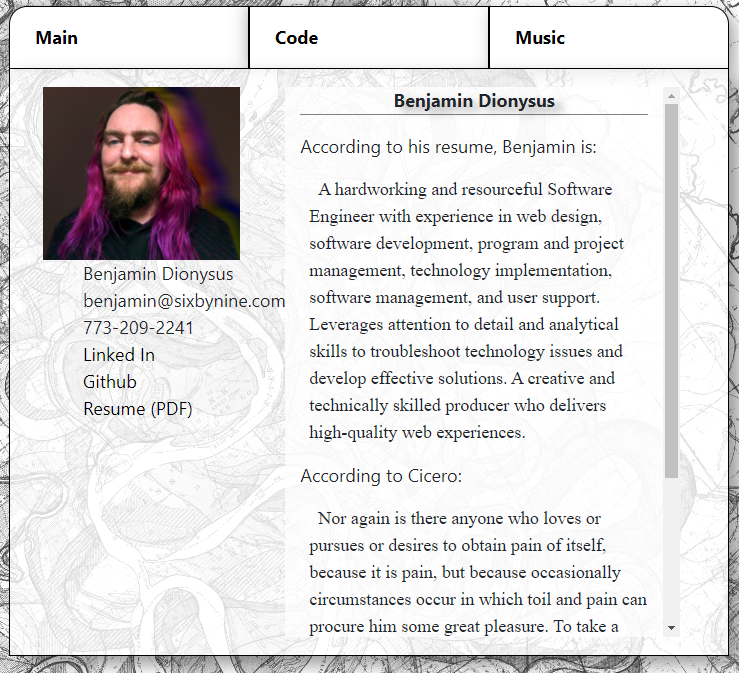 Main
Code
Music
Benjamin Dionysus
benjamin@sixbynine.com
773-209-2241
Linked In
Github
Resume (PDF)
Benjamin Dionysus
According to his resume, Benjamin is:
A hardworking and resourceful Software
Engineer with experience in web design,
software development, program and project
management, technology implementation,
software management, and user support.
Leverages attention to detail and analytical
skills to troubleshoot technology issues and
develop effective solutions. A creative and
technically skilled producer who delivers
high-quality web experiences.
According to Cicero:
Nor again is there anyone who loves or
pursues or desires to obtain pain of itself,
because it is pain, but because occasionally
circumstances occur in which toil and pain can
procure him some great pleasure. To take a